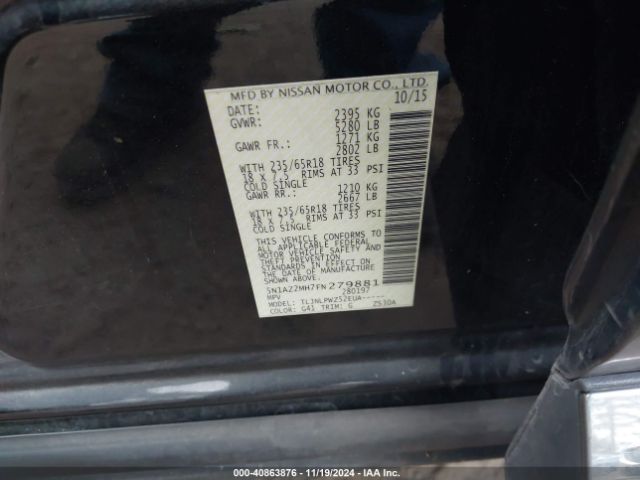 MFD BY NISSAN MOTOR CO., LTD.
DATE: 10/15
GVWR: 2395 KG
5280 LB
GAWR FR.: 1271 KG
2802 LB
WITH 235/65R18 TIRES
18 X 7.5 RIMS AT 33 PSI
COLD SINGLE
GAWR RR.: 1210 KG
2667 LB
WITH 235/65R18 TIRES
18 X 7.5 RIMS AT 33 PSI
COLD SINGLE
THIS VEHICLE CONFORMS TO
ALL APPLICABLE FEDERAL
MOTOR VEHICLE SAFETY AND
THEFT PREVENTION
STANDARDS IN EFFECT ON THE
DATE OF MANUFACTURE
5N1AZ2MH7FN279881
MPV 280197
MODEL: TLJNLPWZ52EUA-----
COLOR: G41 TRIM: G Z530A
000-40863876 - 11/19/2024 - IAA Inc.